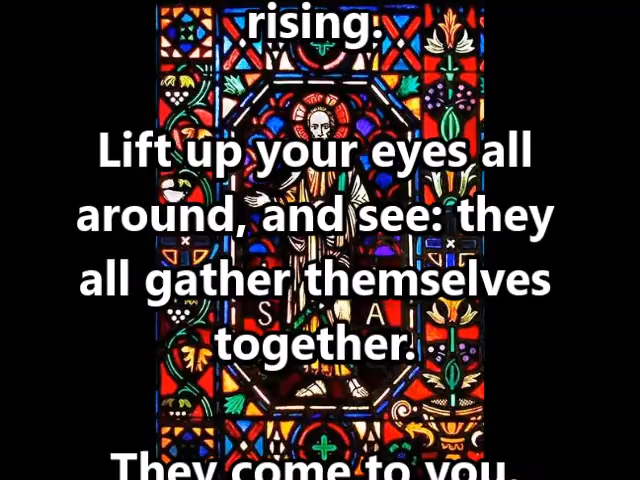 rising.
Lift up your eyes all
around, and see: they
all gather themselves
together.
S A
They come to you.